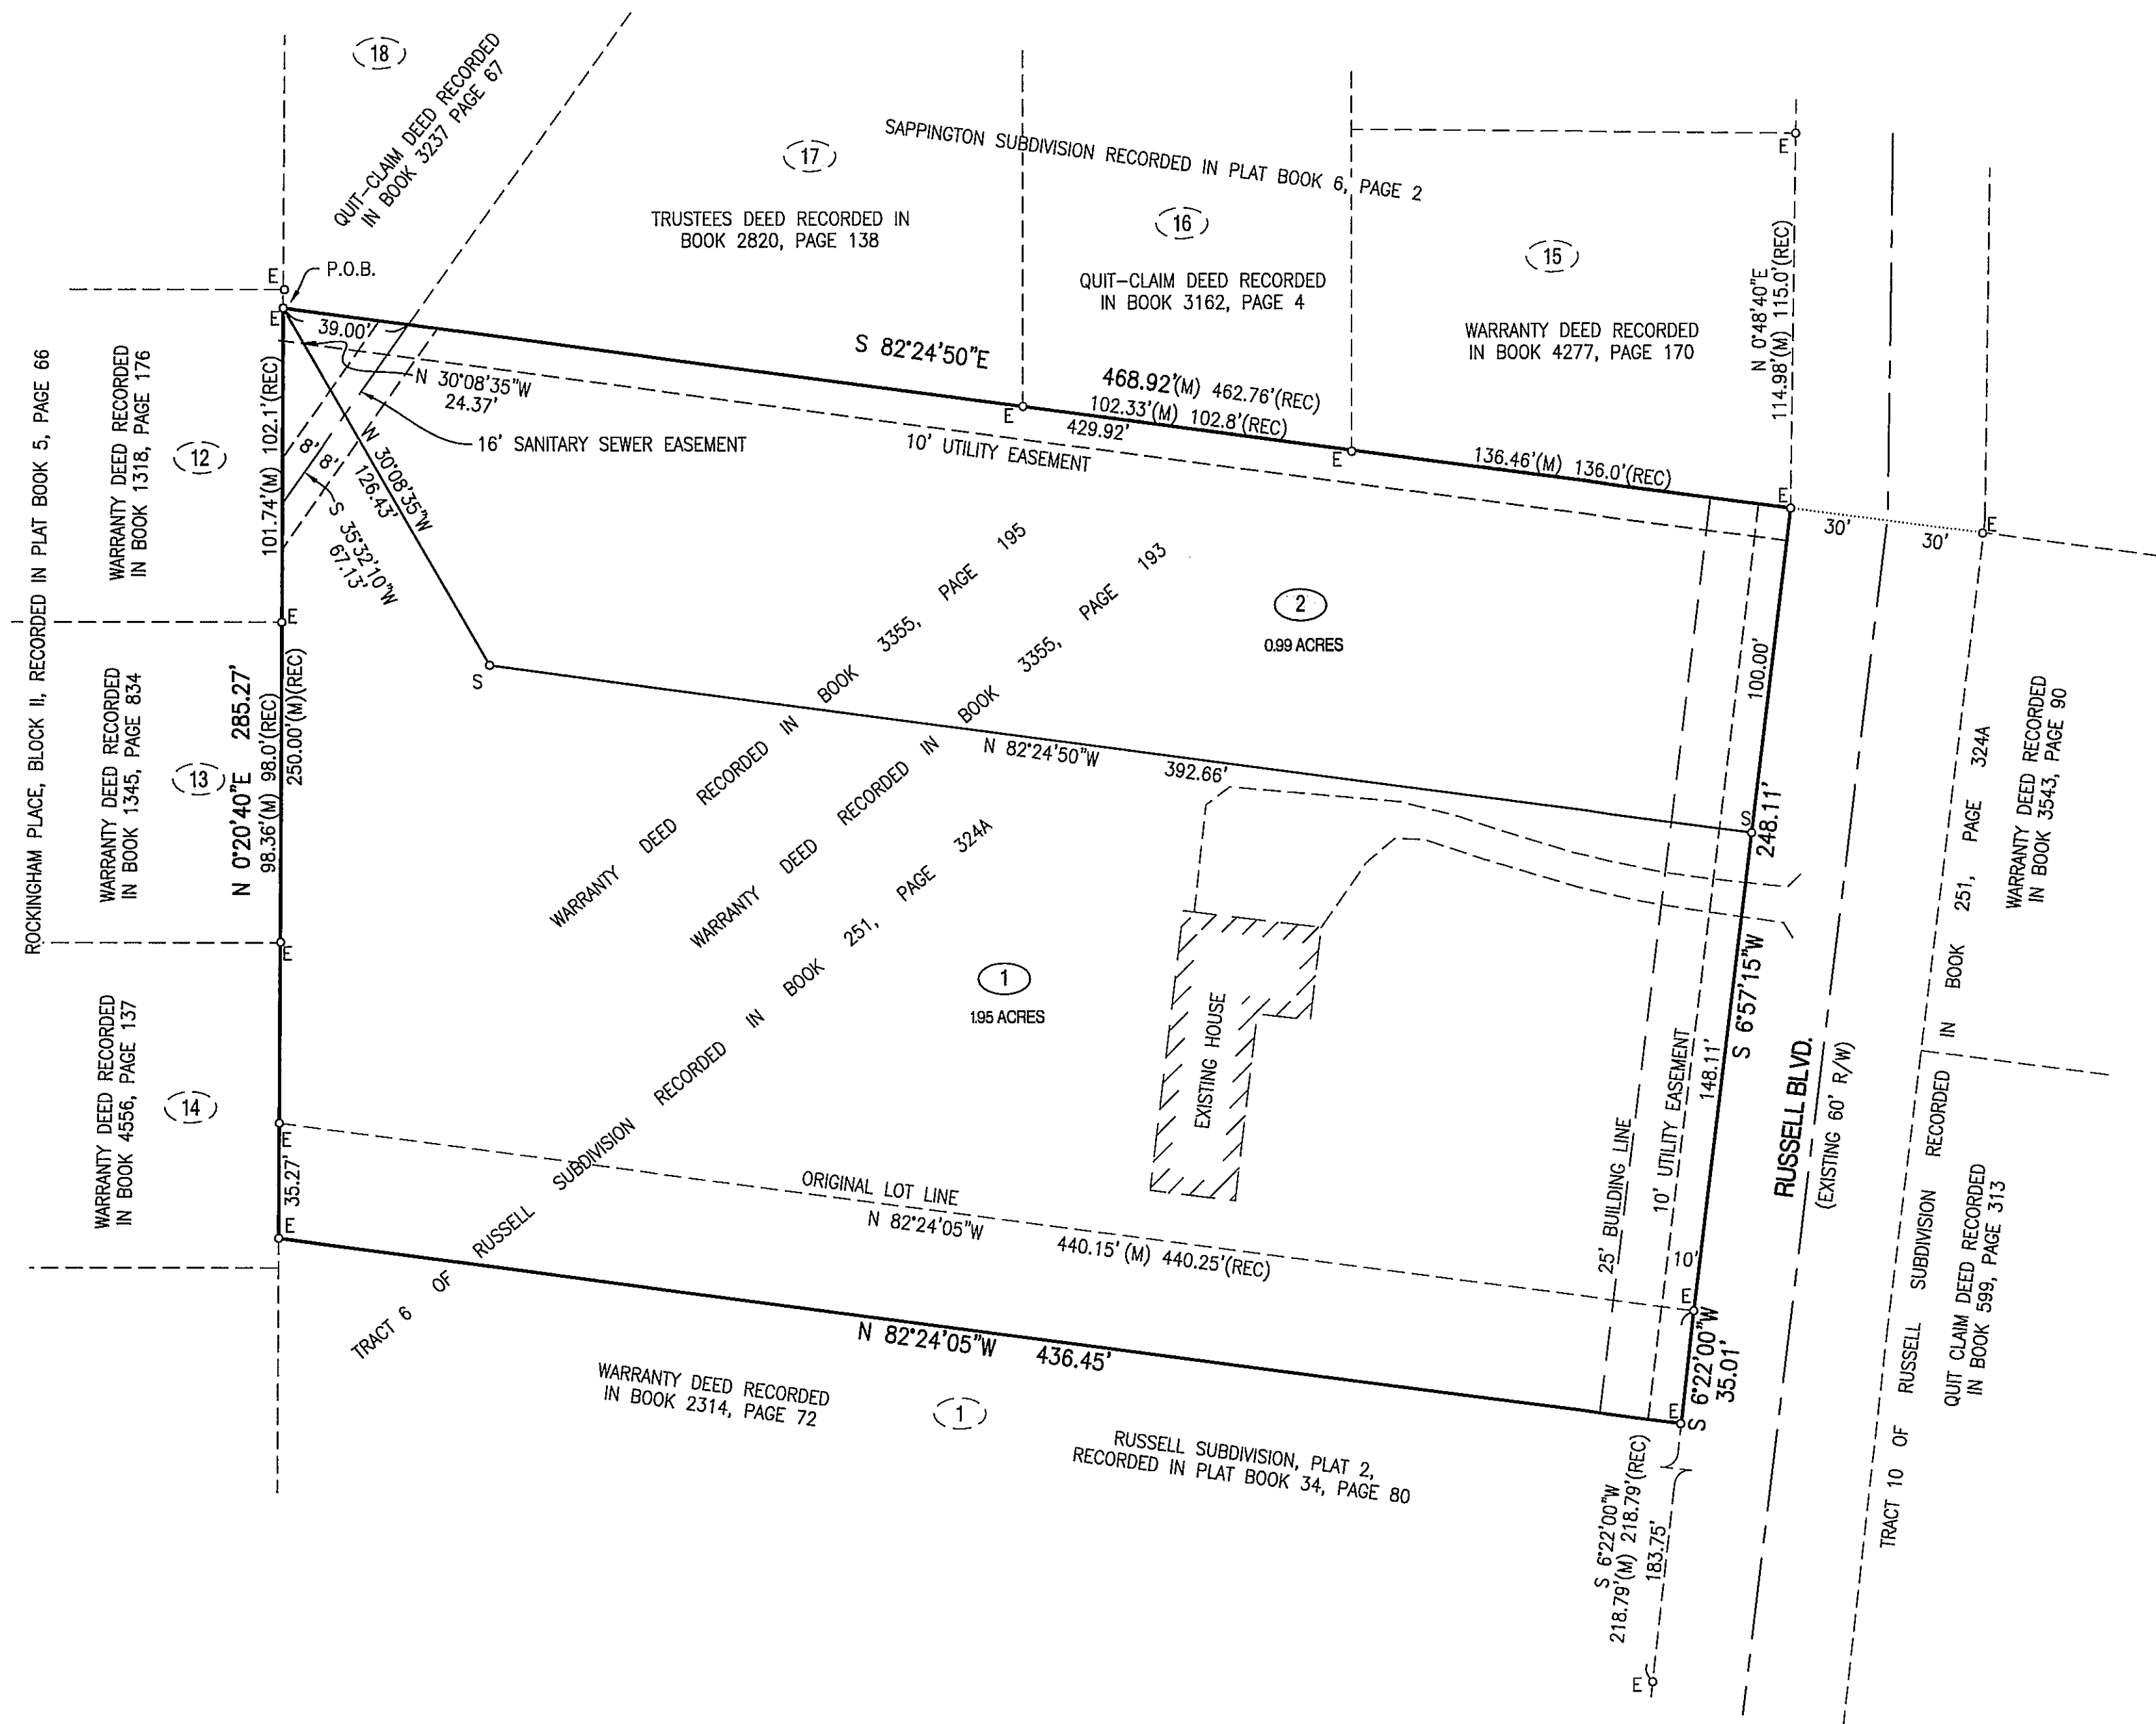 18
QUIT-CLAIM DEED RECORDED
IN BOOK 3237 PAGE 67
17
TRUSTEES DEED RECORDED IN
BOOK 2820, PAGE 138
SAPPINGTON SUBDIVISION RECORDED IN PLAT BOOK 6, PAGE 2
16
QUIT-CLAIM DEED RECORDED
IN BOOK 3162, PAGE 4
15
WARRANTY DEED RECORDED
IN BOOK 4277, PAGE 170
E
N 0°48'40"E
114.98'(M) 115.0'(REC)
E
P.O.B.
E
39.00'
S 82°24'50"E
468.92'(M) 462.76'(REC)
102.33'(M) 102.8'(REC)
429.92'
E
E
136.46'(M) 136.0'(REC)
E
30'
30'
E
N 30°08'35"W
24.37'
16' SANITARY SEWER EASEMENT
10' UTILITY EASEMENT
ROCKINGHAM PLACE, BLOCK II, RECORDED IN PLAT BOOK 5, PAGE 66
WARRANTY DEED RECORDED
IN BOOK 1318, PAGE 176
12
101.74'(M) 102.1'(REC)
8'
8'
W 30°08'35"W
126.43'
S 35°32'10"W
67.13'
E
S
WARRANTY DEED RECORDED IN BOOK 3355, PAGE 195
WARRANTY DEED RECORDED IN BOOK 3355, PAGE 193
2
0.99 ACRES
100.00'
N 82°24'50"W
392.66'
S
248.11'
WARRANTY DEED RECORDED
IN BOOK 1345, PAGE 834
13
N 0°20'40"E 285.27'
98.36'(M) 98.0'(REC)
250.00'(M)(REC)
E
WARRANTY DEED RECORDED
IN BOOK 3543, PAGE 90
1
1.95 ACRES
EXISTING HOUSE
S 6°57'15"W
148.11'
10' UTILITY EASEMENT
25' BUILDING LINE
RUSSELL BLVD.
(EXISTING 60' R/W)
WARRANTY DEED RECORDED
IN BOOK 4556, PAGE 137
14
E
35.27'
E
ORIGINAL LOT LINE
N 82°24'05"W
440.15' (M) 440.25'(REC)
10'
E
TRACT 6 OF RUSSELL SUBDIVISION RECORDED IN BOOK 251, PAGE 324A
N 82°24'05"W 436.45'
E
S 6°22'00"W
35.01'
WARRANTY DEED RECORDED
IN BOOK 2314, PAGE 72
1
RUSSELL SUBDIVISION, PLAT 2,
RECORDED IN PLAT BOOK 34, PAGE 80
S 6°22'00"W
218.79'(M) 218.79'(REC)
183.75'
E
TRACT 10 OF RUSSELL SUBDIVISION RECORDED IN BOOK 251, PAGE 324A
QUIT CLAIM DEED RECORDED
IN BOOK 599, PAGE 313